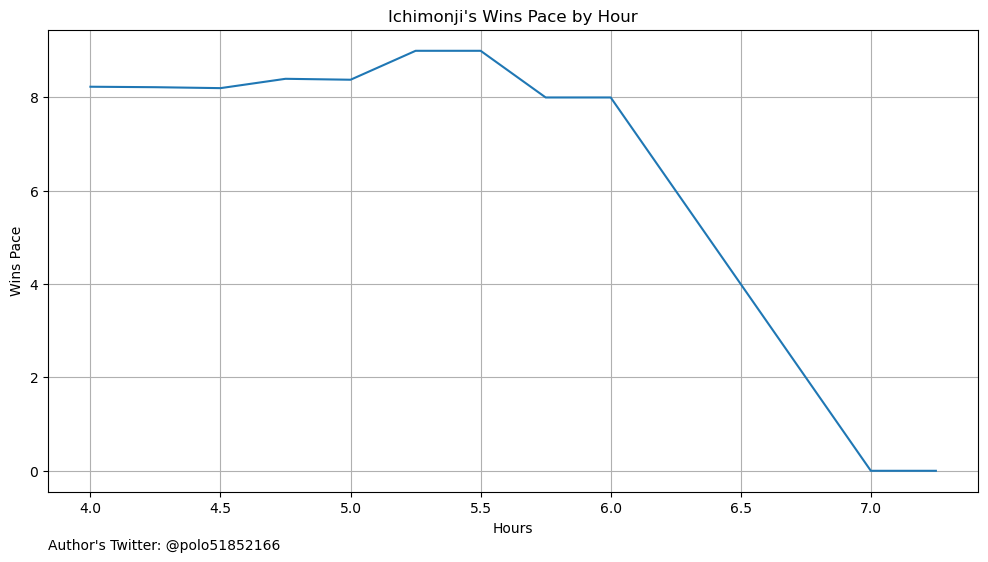 Ichimonji's Wins Pace by Hour
Wins Pace
8
6
4
2
0
4.0 4.5 5.0 5.5 6.0 6.5 7.0
Hours
Author's Twitter: @polo51852166